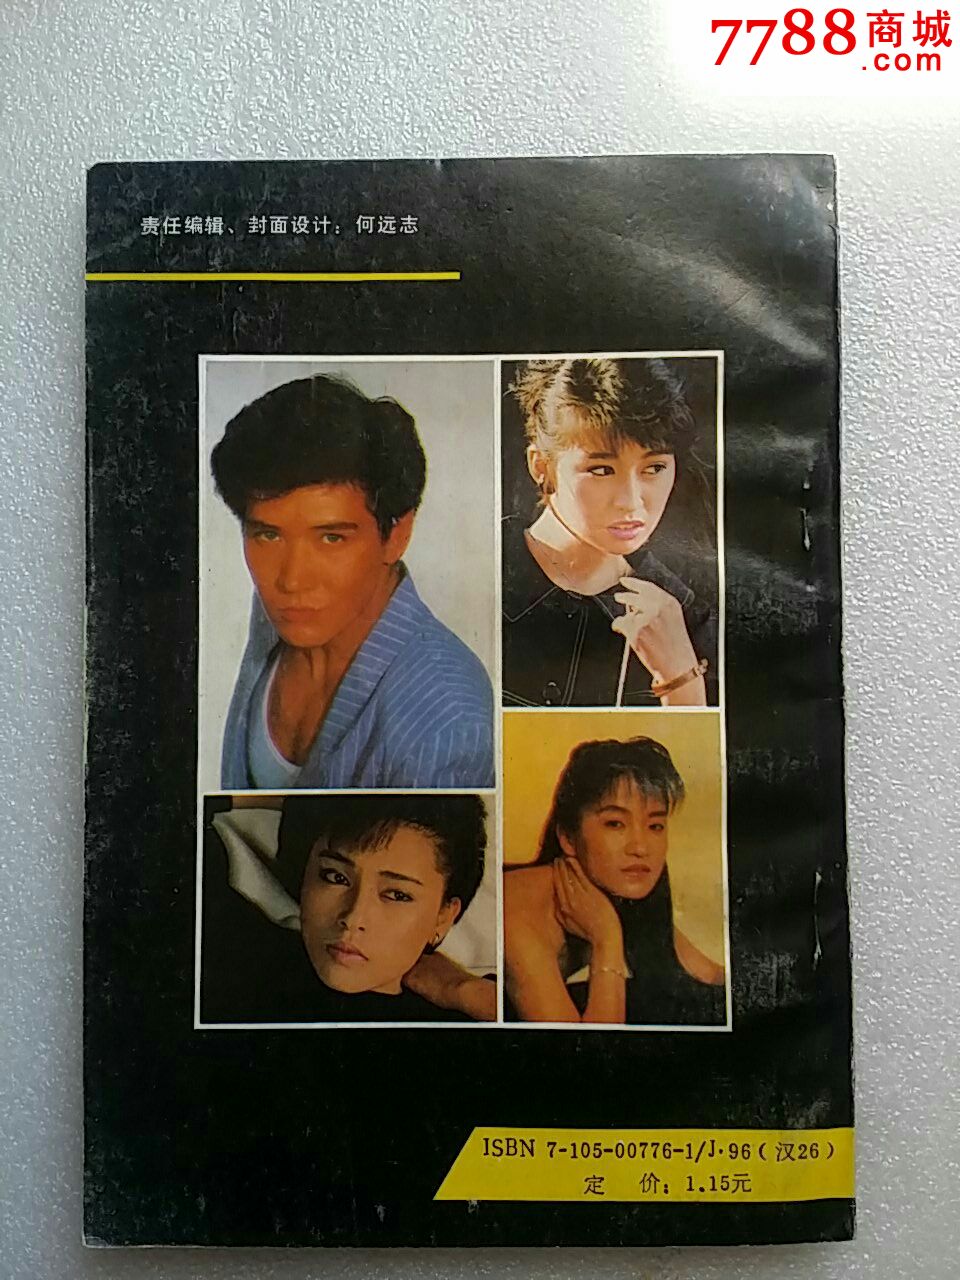 7788商城
.com
责任编辑、封面设计：何远志
ISBN 7-105-00776-1/J·96（汉26）
定 价：1.15元